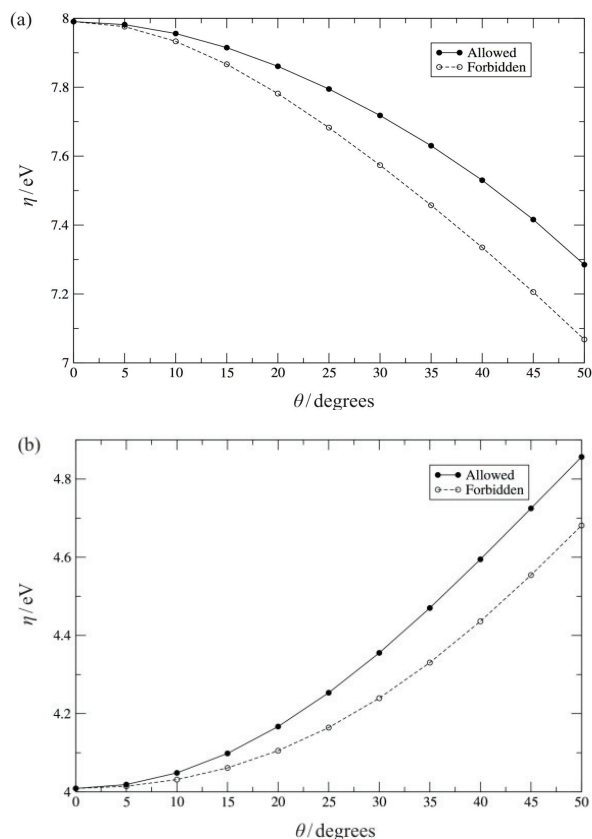 (a)
8
7.8
7.6
7.4
7.2
7
η / eV
Allowed
Forbidden
0 5 10 15 20 25 30 35 40 45 50
θ / degrees
(b)
4.8
4.6
4.4
4.2
4
η / eV
Allowed
Forbidden
0 5 10 15 20 25 30 35 40 45 50
θ / degrees